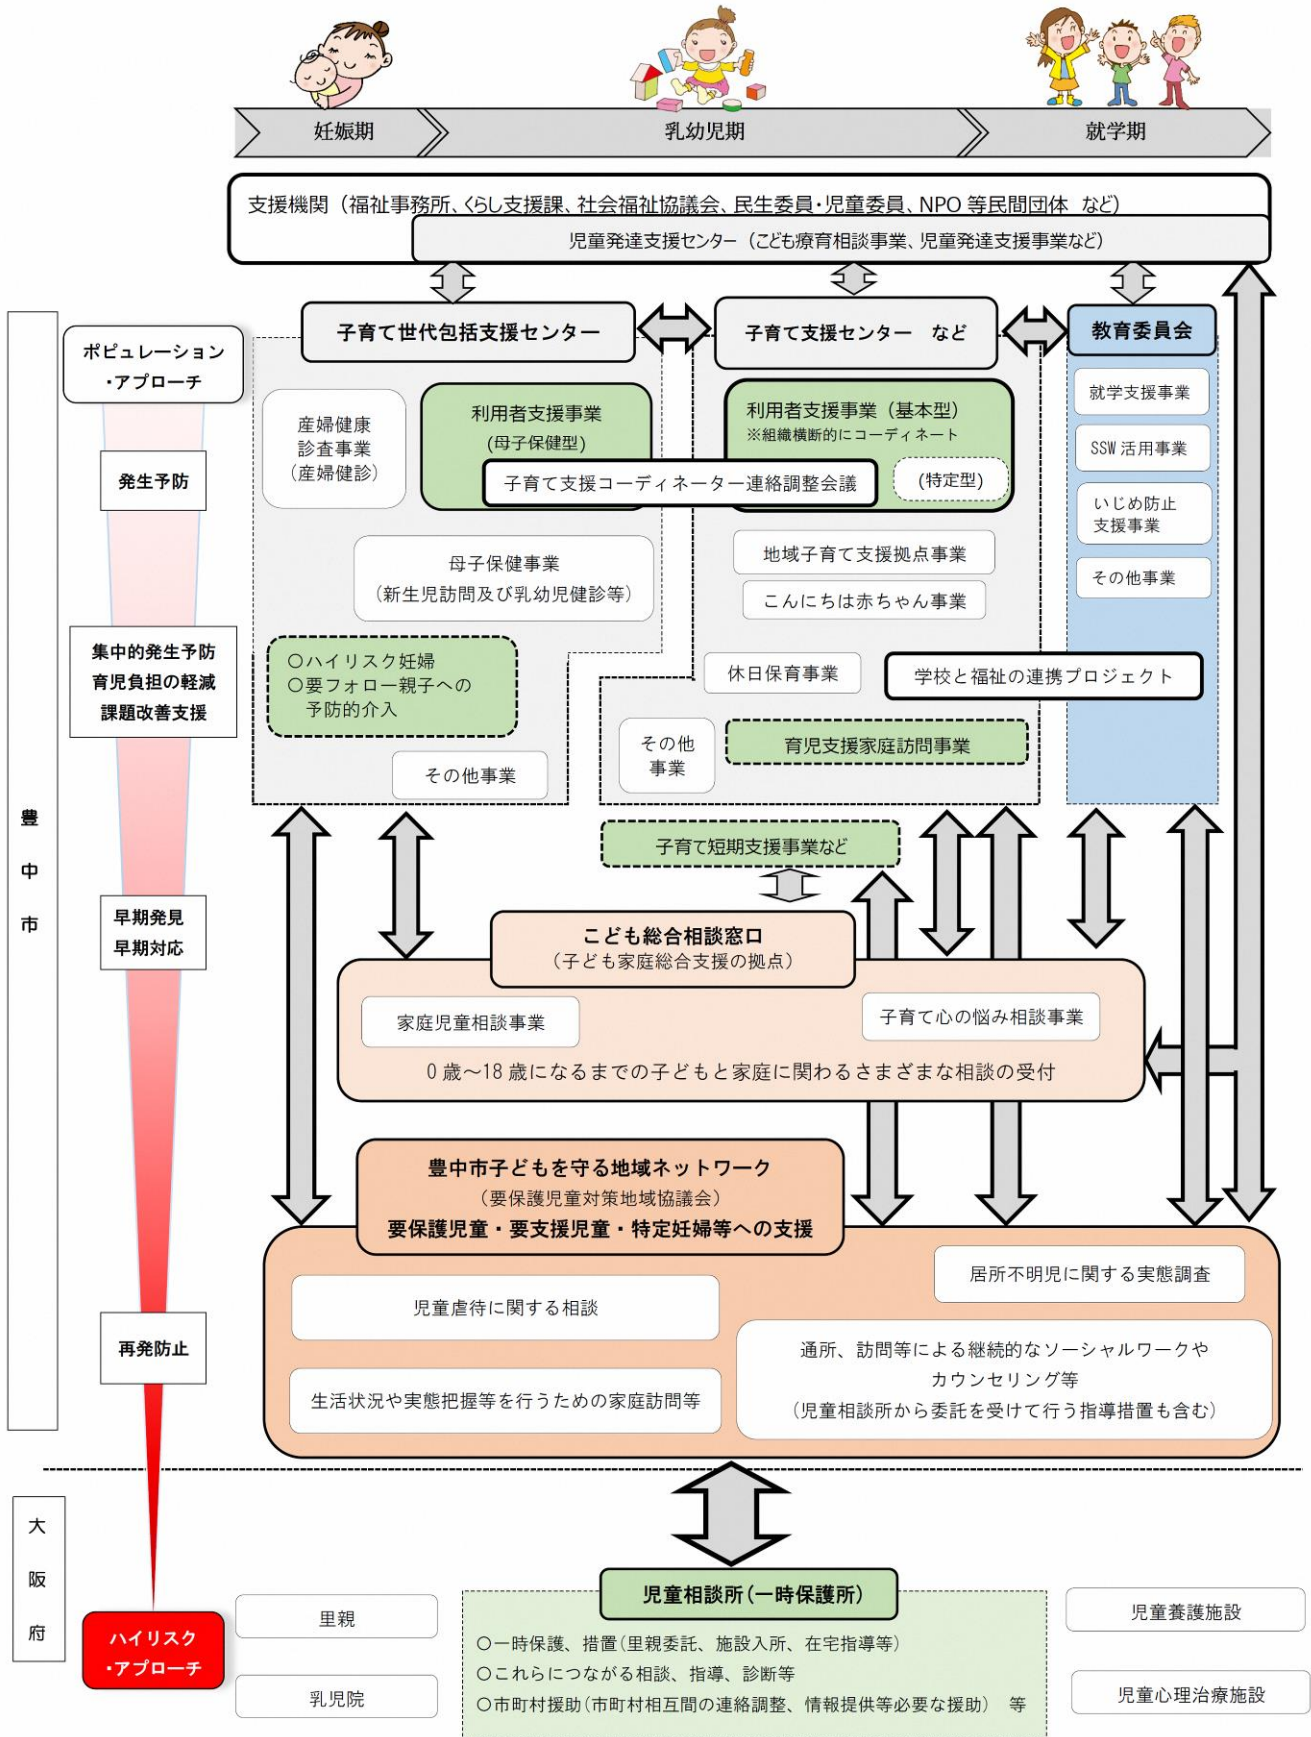 妊娠期
乳幼児期
就学期
支援機関（福祉事務所、くらし支援課、社会福祉協議会、民生委員・児童委員、NPO 等民間団体 など）
児童発達支援センター（こども療育相談事業、児童発達支援事業など）
豊中市
ポピュレーション
・アプローチ
発生予防
集中的発生予防
育児負担の軽減
課題改善支援
早期発見
早期対応
再発防止
子育て世代包括支援センター
産婦健康
診査事業
（産婦健診）
利用者支援事業
（母子保健型）
子育て支援コーディネーター連絡調整会議
母子保健事業
（新生児訪問及び乳幼児健診等）
○ハイリスク妊婦
○要フォロー親子への
予防的介入
その他事業
子育て支援センター など
利用者支援事業（基本型）
※組織横断的にコーディネート
（特定型）
地域子育て支援拠点事業
こんにちは赤ちゃん事業
休日保育事業
学校と福祉の連携プロジェクト
その他
事業
育児支援家庭訪問事業
教育委員会
就学支援事業
SSW 活用事業
いじめ防止
支援事業
その他事業
子育て短期支援事業など
こども総合相談窓口
（子ども家庭総合支援の拠点）
家庭児童相談事業
子育て心の悩み相談事業
0 歳～18 歳になるまでの子どもと家庭に関わるさまざまな相談の受付
豊中市子どもを守る地域ネットワーク
（要保護児童対策地域協議会）
要保護児童・要支援児童・特定妊婦等への支援
居所不明児に関する実態調査
児童虐待に関する相談
通所、訪問等による継続的なソーシャルワークや
カウンセリング等
（児童相談所から委託を受けて行う指導措置も含む）
生活状況や実態把握等を行うための家庭訪問等
大阪府
ハイリスク
・アプローチ
里親
乳児院
児童相談所（一時保護所）
○一時保護、措置（里親委託、施設入所、在宅指導等）
○これらにつながる相談、指導、診断等
○市町村援助（市町村相互間の連絡調整、情報提供等必要な援助） 等
児童養護施設
児童心理治療施設